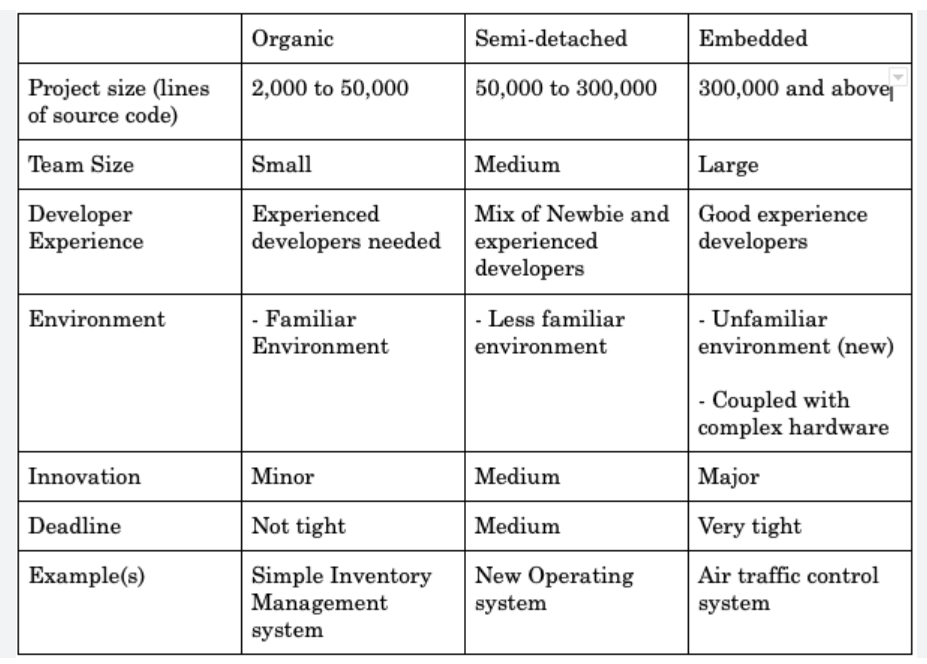 Organic Semi-detached Embedded
Project size (lines 2,000 to 50,000 50,000 to 300,000 300,000 and above
of source code)
Team Size Small Medium Large
Developer Experienced Mix of Newbie and Good experience
Experience developers needed experienced developers
developers
Environment - Familiar - Less familiar - Unfamiliar
Environment environment environment (new)
- Coupled with
complex hardware
Innovation Minor Medium Major
Deadline Not tight Medium Very tight
Example(s) Simple Inventory New Operating Air traffic control
Management system system
system